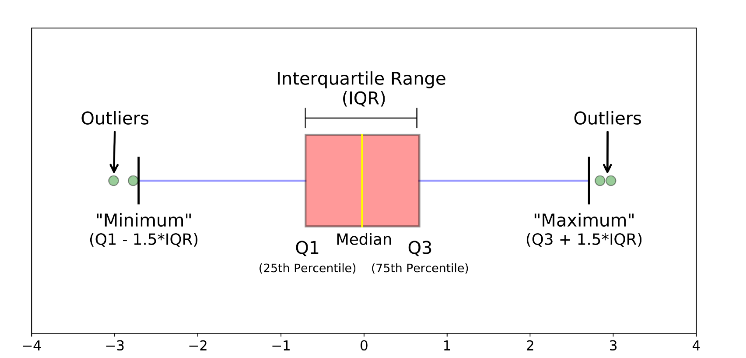 Interquartile Range
(IQR)
Outliers
Outliers
"Minimum"
(Q1 - 1.5*IQR)
"Maximum"
(Q3 + 1.5*IQR)
Q1
Median
Q3
(25th Percentile)
(75th Percentile)
−4
−3
−2
−1
0
1
2
3
4